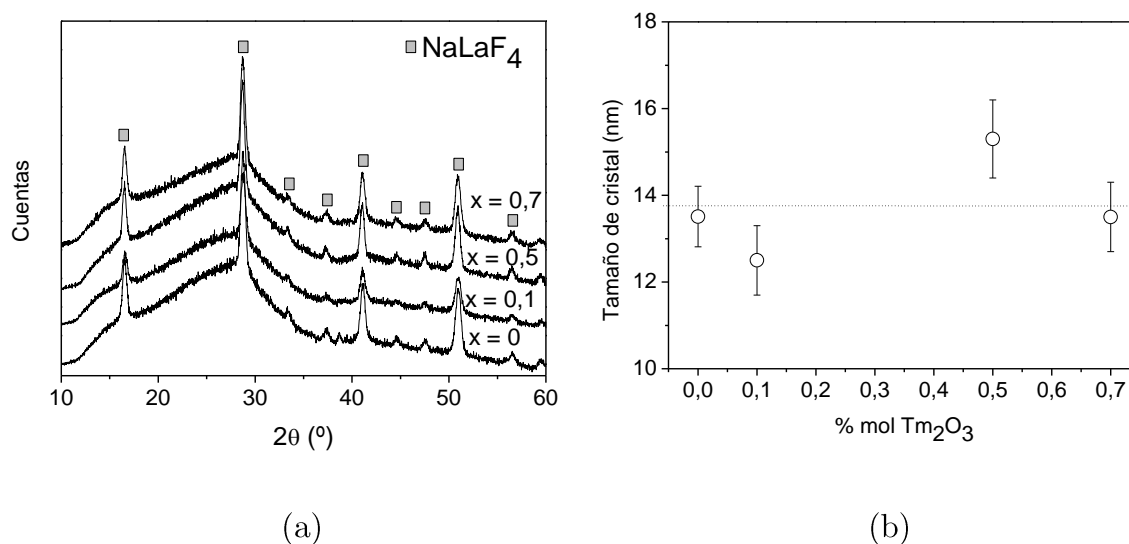 Cuentas
NaLaF4
x = 0,7
x = 0,5
x = 0,1
x = 0
10 20 30 40 50 60
2θ (º)
(a)
Tamaño de cristal (nm)
18
16
14
12
10
0,0 0,1 0,2 0,3 0,4 0,5 0,6 0,7
% mol Tm2O3
(b)